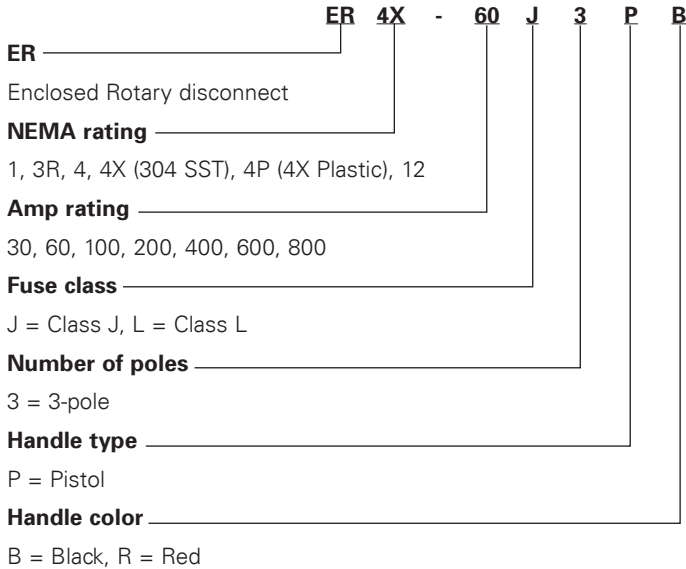 ER 4X - 60 J 3 P B
ER
Enclosed Rotary disconnect
NEMA rating
1, 3R, 4, 4X (304 SST), 4P (4X Plastic), 12
Amp rating
30, 60, 100, 200, 400, 600, 800
Fuse class
J = Class J, L = Class L
Number of poles
3 = 3-pole
Handle type
P = Pistol
Handle color
B = Black, R = Red